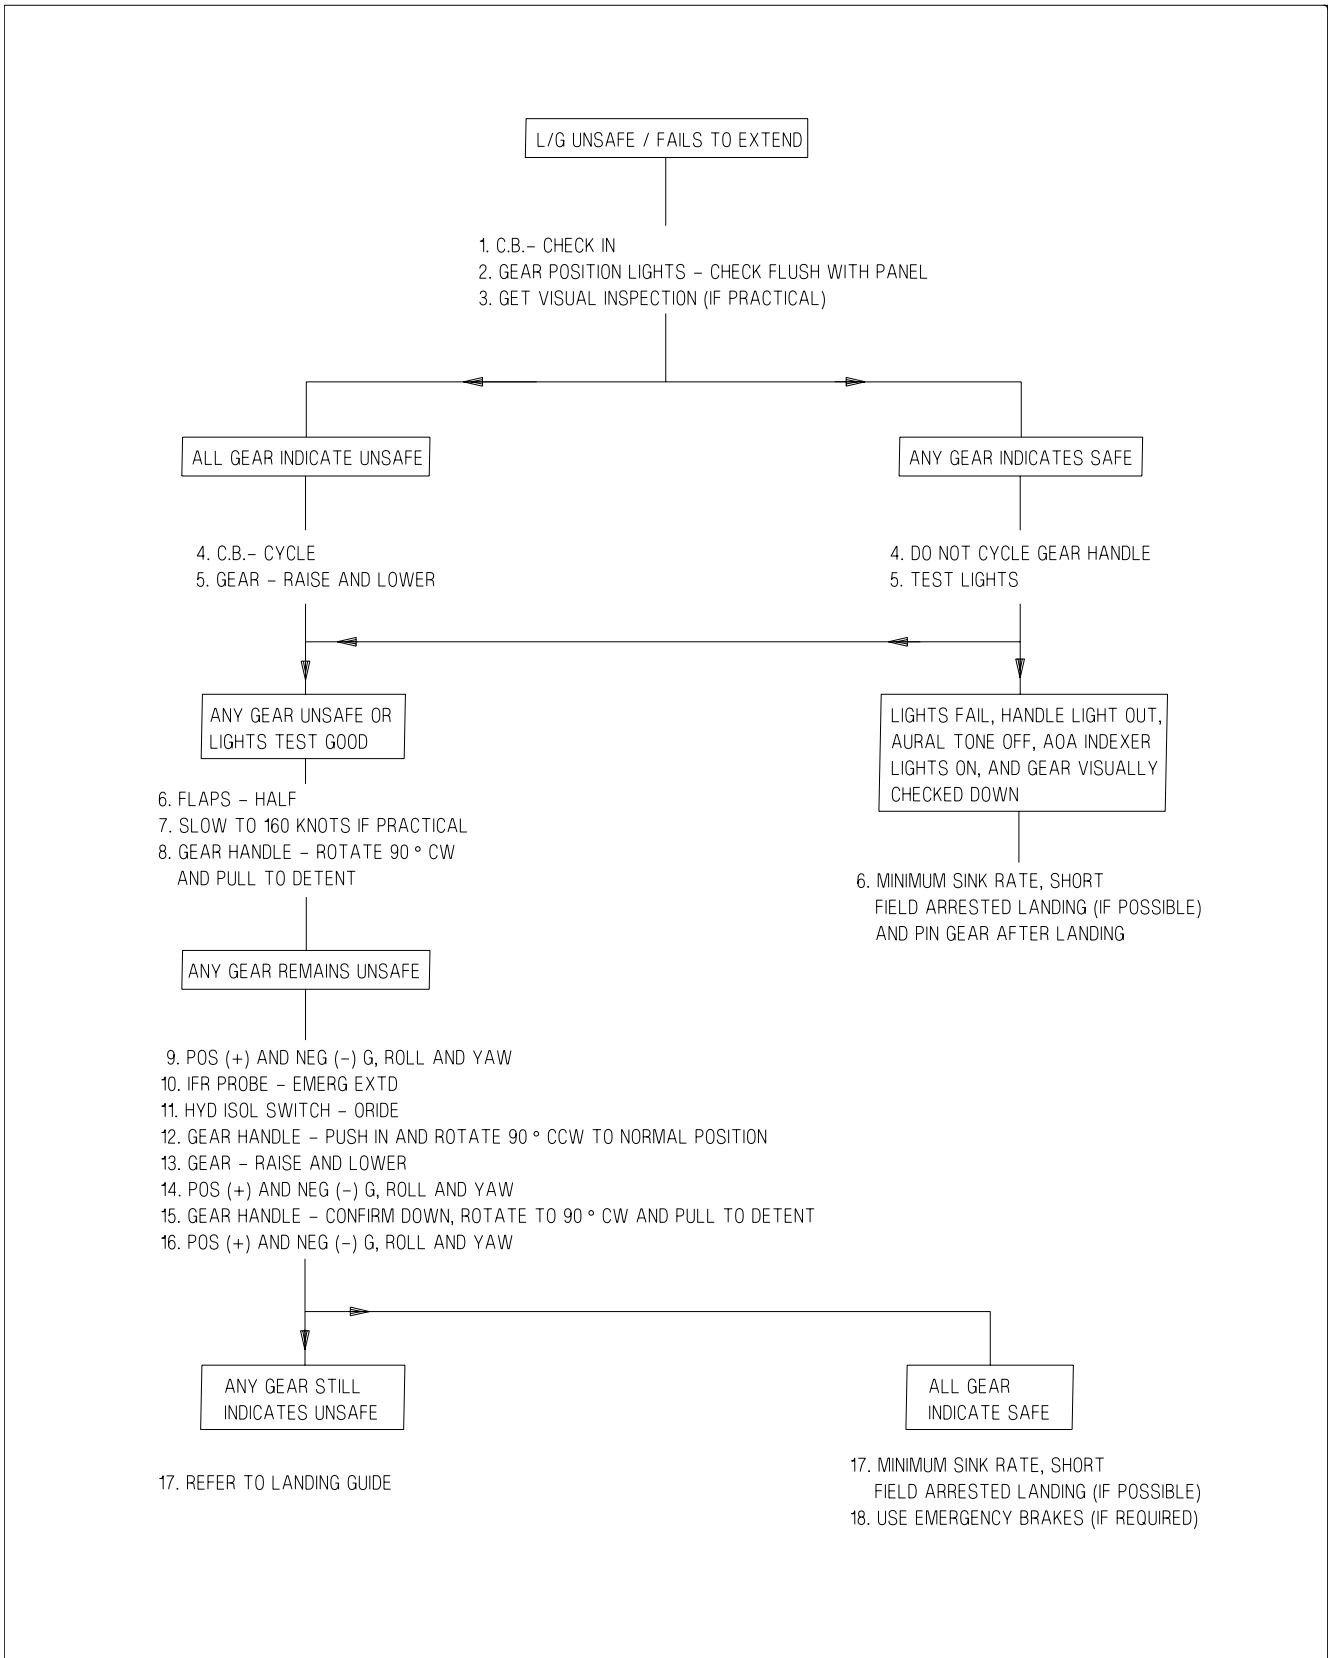 L/G UNSAFE / FAILS TO EXTEND
1. C.B.– CHECK IN
2. GEAR POSITION LIGHTS – CHECK FLUSH WITH PANEL
3. GET VISUAL INSPECTION (IF PRACTICAL)
ALL GEAR INDICATE UNSAFE
ANY GEAR INDICATES SAFE
4. C.B.– CYCLE
5. GEAR – RAISE AND LOWER
4. DO NOT CYCLE GEAR HANDLE
5. TEST LIGHTS
ANY GEAR UNSAFE OR
LIGHTS TEST GOOD
LIGHTS FAIL, HANDLE LIGHT OUT,
AURAL TONE OFF, AOA INDEXER
LIGHTS ON, AND GEAR VISUALLY
CHECKED DOWN
6. FLAPS – HALF
7. SLOW TO 160 KNOTS IF PRACTICAL
8. GEAR HANDLE – ROTATE 90 ° CW
AND PULL TO DETENT
6. MINIMUM SINK RATE, SHORT
FIELD ARRESTED LANDING (IF POSSIBLE)
AND PIN GEAR AFTER LANDING
ANY GEAR REMAINS UNSAFE
9. POS (+) AND NEG (–) G, ROLL AND YAW
10. IFR PROBE – EMERG EXTD
11. HYD ISOL SWITCH – ORIDE
12. GEAR HANDLE – PUSH IN AND ROTATE 90 ° CCW TO NORMAL POSITION
13. GEAR – RAISE AND LOWER
14. POS (+) AND NEG (–) G, ROLL AND YAW
15. GEAR HANDLE – CONFIRM DOWN, ROTATE TO 90 ° CW AND PULL TO DETENT
16. POS (+) AND NEG (–) G, ROLL AND YAW
ANY GEAR STILL
INDICATES UNSAFE
ALL GEAR
INDICATE SAFE
17. REFER TO LANDING GUIDE
17. MINIMUM SINK RATE, SHORT
FIELD ARRESTED LANDING (IF POSSIBLE)
18. USE EMERGENCY BRAKES (IF REQUIRED)